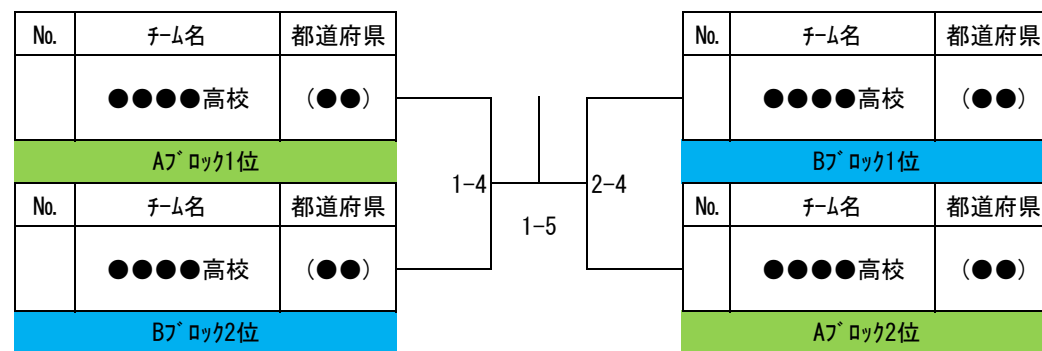 № ﾁｰﾑ名 都道府県
●●●●高校 (●●)
Aﾌﾞﾛｯｸ1位
№ ﾁｰﾑ名 都道府県
●●●●高校 (●●)
Bﾌﾞﾛｯｸ2位
1-4
1-5
2-4
№ ﾁｰﾑ名 都道府県
●●●●高校 (●●)
Bﾌﾞﾛｯｸ1位
№ ﾁｰﾑ名 都道府県
●●●●高校 (●●)
Aﾌﾞﾛｯｸ2位